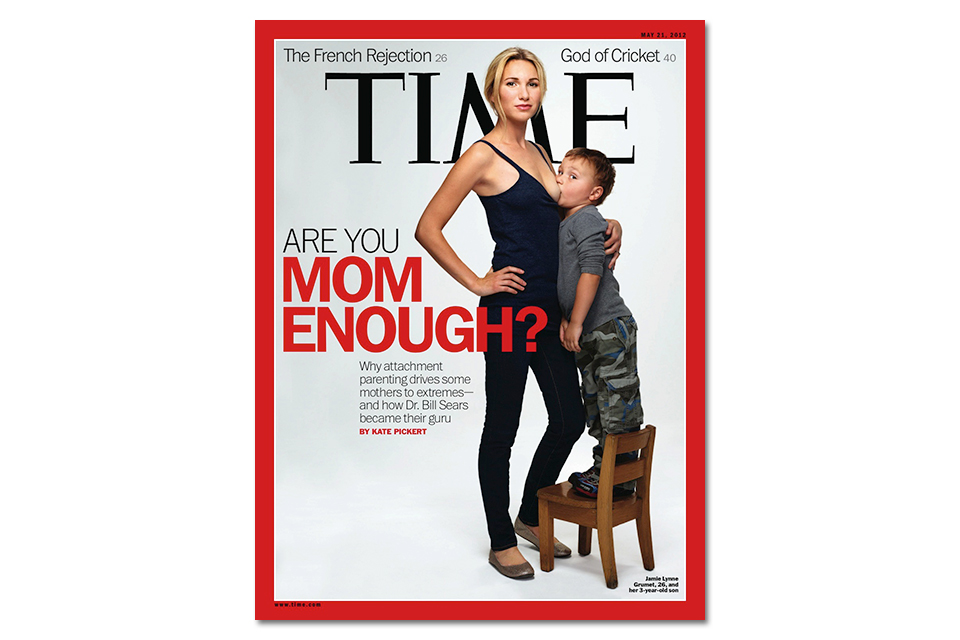 MAY 21, 2012
The French Rejection 26
God of Cricket 40
TIME
ARE YOU
MOM
ENOUGH?
Why attachment
parenting drives some
mothers to extremes—
and how Dr. Bill Sears
became their guru
BY KATE PICKERT
Jamie Lynne
Grumet, 26, and
her 3-year-old son
www.time.com